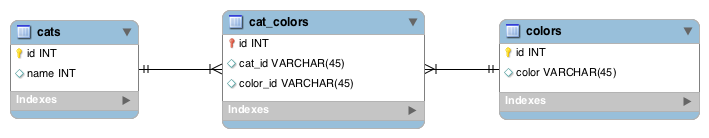 cats
id INT
name INT
Indexes
cat_colors
id INT
cat_id VARCHAR(45)
color_id VARCHAR(45)
Indexes
colors
id INT
color VARCHAR(45)
Indexes